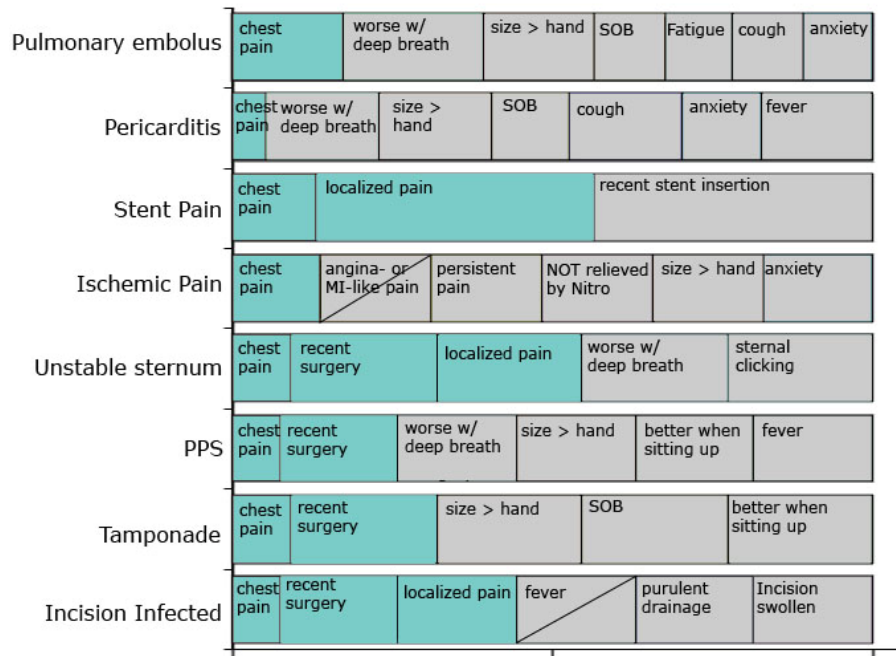 Pulmonary embolus
chest
pain
worse w/
deep breath
size > hand
SOB
Fatigue
cough
anxiety
Pericarditis
chest
pain
worse w/
deep breath
size >
hand
SOB
cough
anxiety
fever
Stent Pain
chest
pain
localized pain
recent stent insertion
Ischemic Pain
chest
pain
angina- or
MI-like pain
persistent
pain
NOT relieved
by Nitro
size > hand
anxiety
Unstable sternum
chest
pain
recent
surgery
localized pain
worse w/
deep breath
sternal
clicking
PPS
chest
pain
recent
surgery
worse w/
deep breath
size > hand
better when
sitting up
fever
Tamponade
chest
pain
recent
surgery
size > hand
SOB
better when
sitting up
Incision Infected
chest
pain
recent
surgery
localized pain
fever
purulent
drainage
Incision
swollen